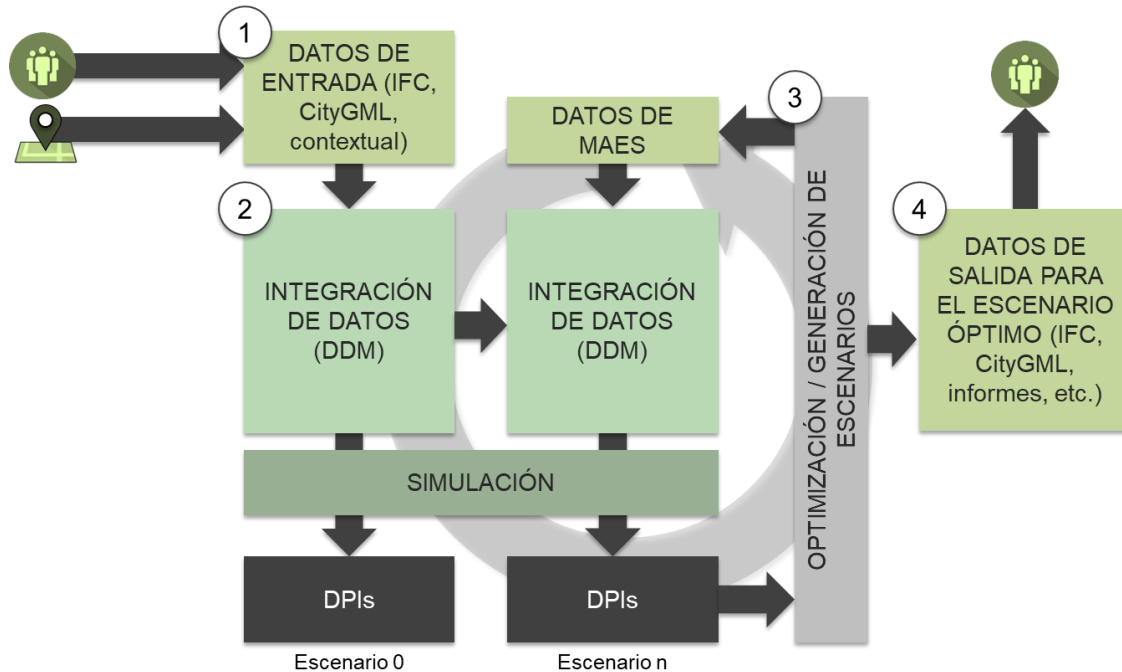 1
DATOS DE
ENTRADA (IFC,
CityGML,
contextual)
DATOS DE
MAES
3
2
INTEGRACIÓN
DE DATOS
(DDM)
INTEGRACIÓN
DE DATOS
(DDM)
OPTIMIZACIÓN / GENERACIÓN DE
ESCENARIOS
4
DATOS DE
SALIDA PARA
EL ESCENARIO
ÓPTIMO (IFC,
CityGML,
informes, etc.)
SIMULACIÓN
DPIs
DPIs
Escenario 0
Escenario n